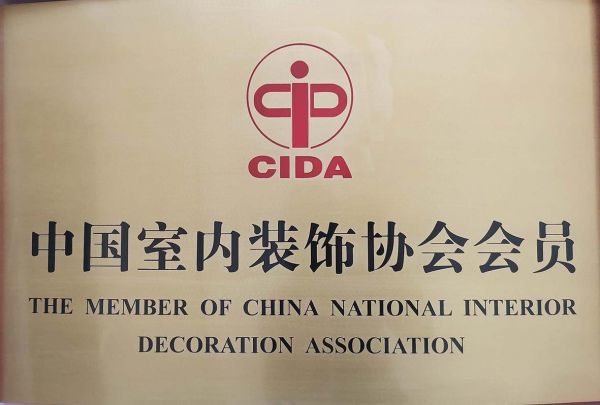 CIDA
中国室内装饰协会会员
THE MEMBER OF CHINA NATIONAL INTERIOR
DECORATION ASSOCIATION